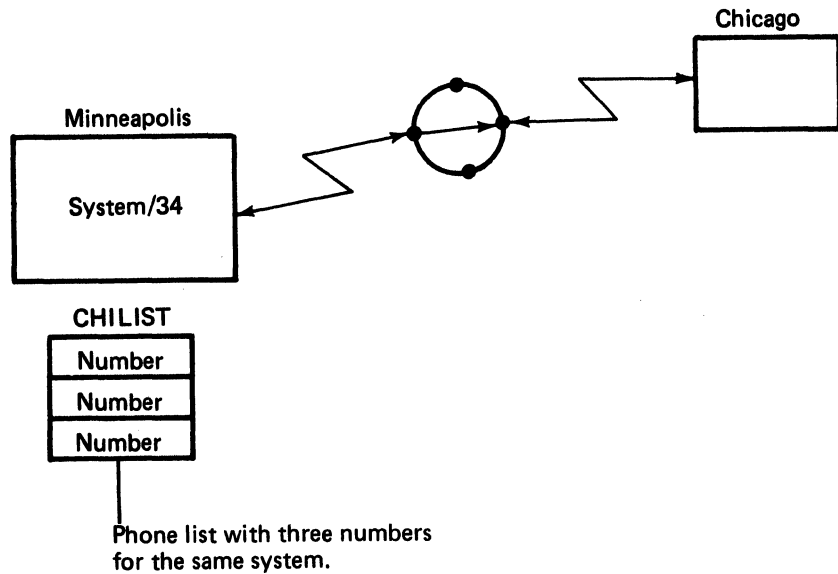 Chicago
Minneapolis
System/34
CHILIST
Number
Number
Number
Phone list with three numbers
for the same system.